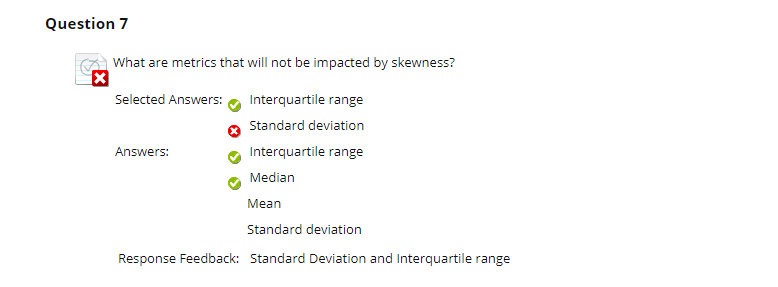 Question 7
What are metrics that will not be impacted by skewness?
Selected Answers: Interquartile range
Standard deviation
Answers: Interquartile range
Median
Mean
Standard deviation
Response Feedback: Standard Deviation and Interquartile range